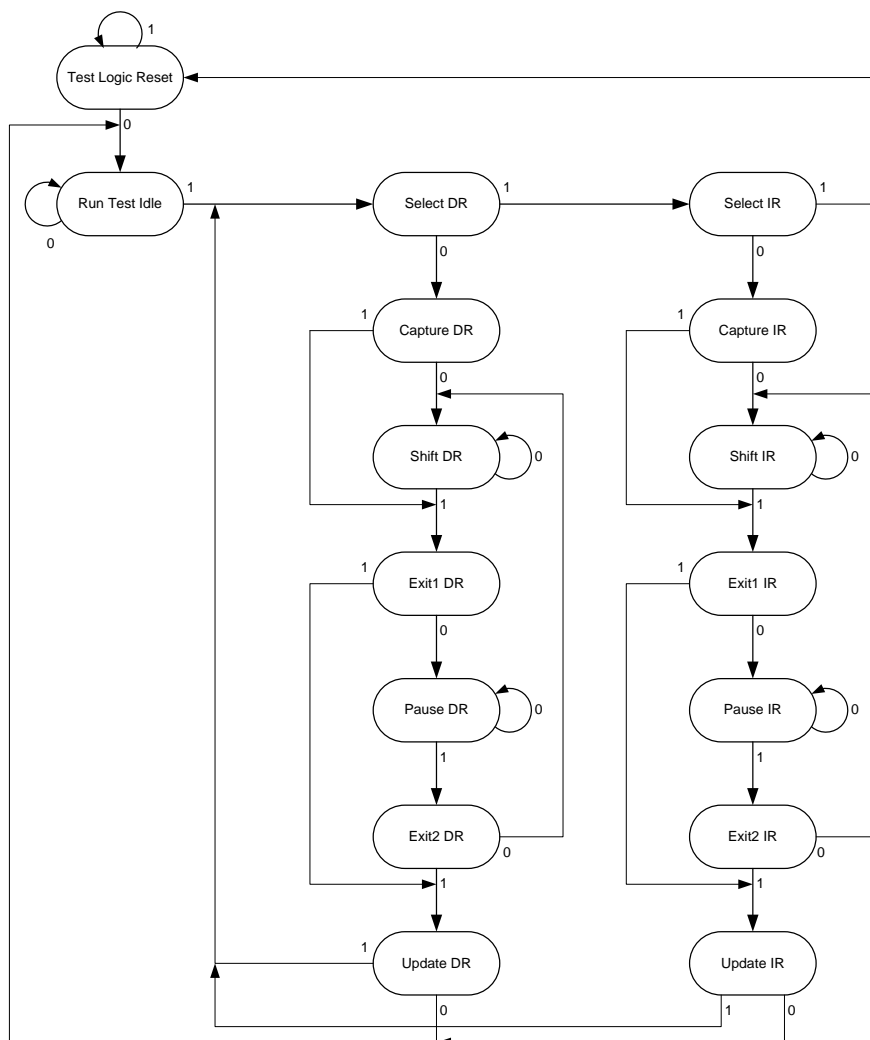 1
Test Logic Reset
0
Run Test Idle
1
0
Select DR
1
Select IR
1
0
0
1
Capture DR
1
Capture IR
0
0
Shift DR
0
Shift IR
0
1
1
1
Exit1 DR
1
Exit1 IR
0
0
Pause DR
0
Pause IR
0
1
1
Exit2 DR
0
Exit2 IR
0
1
1
1
Update DR
Update IR
0
1
0